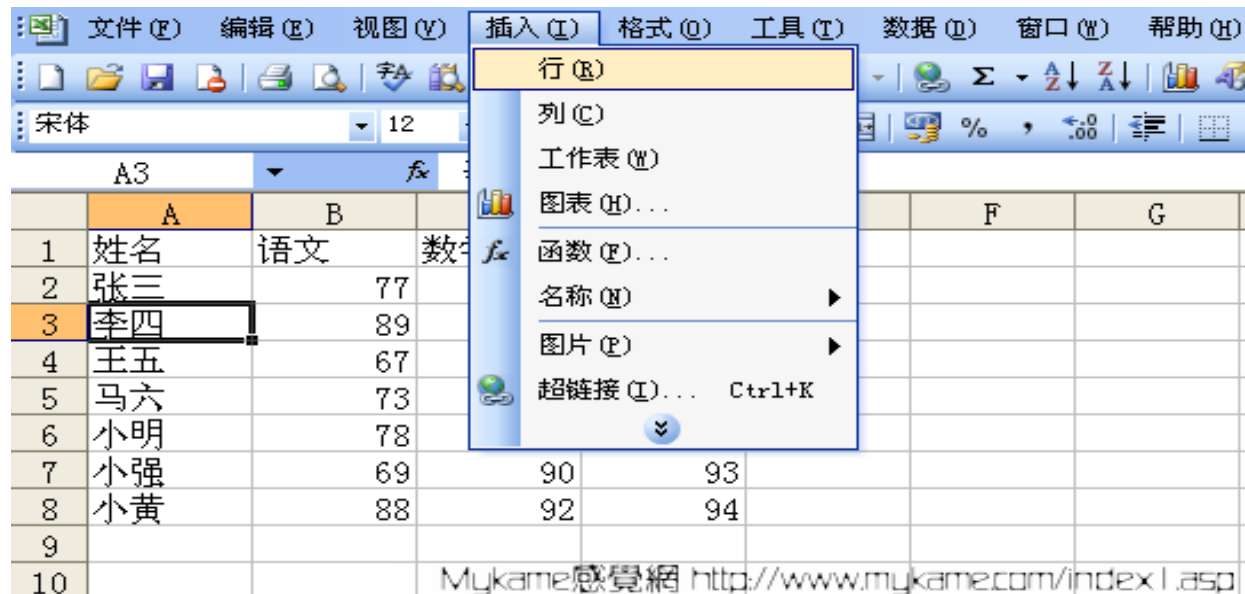 文件(F) 编辑(E) 视图(V) 插入(I) 格式(O) 工具(T) 数据(D) 窗口(W) 帮助(H)
行(R)
宋体 12 列(C) %
工作表(W)
A3 fx
图表(H)...
A B F G
1 姓名 语文 数学
函数(F)...
2 张三 77
名称(N)
3 李四 89
图片(P)
4 王五 67
5 马六 73 超链接(I)... Ctrl+K
6 小明 78
7 小强 69 90 93
8 小黄 88 92 94
9
10 Mykame感覺網 http://www.mykame.com/index1.asp